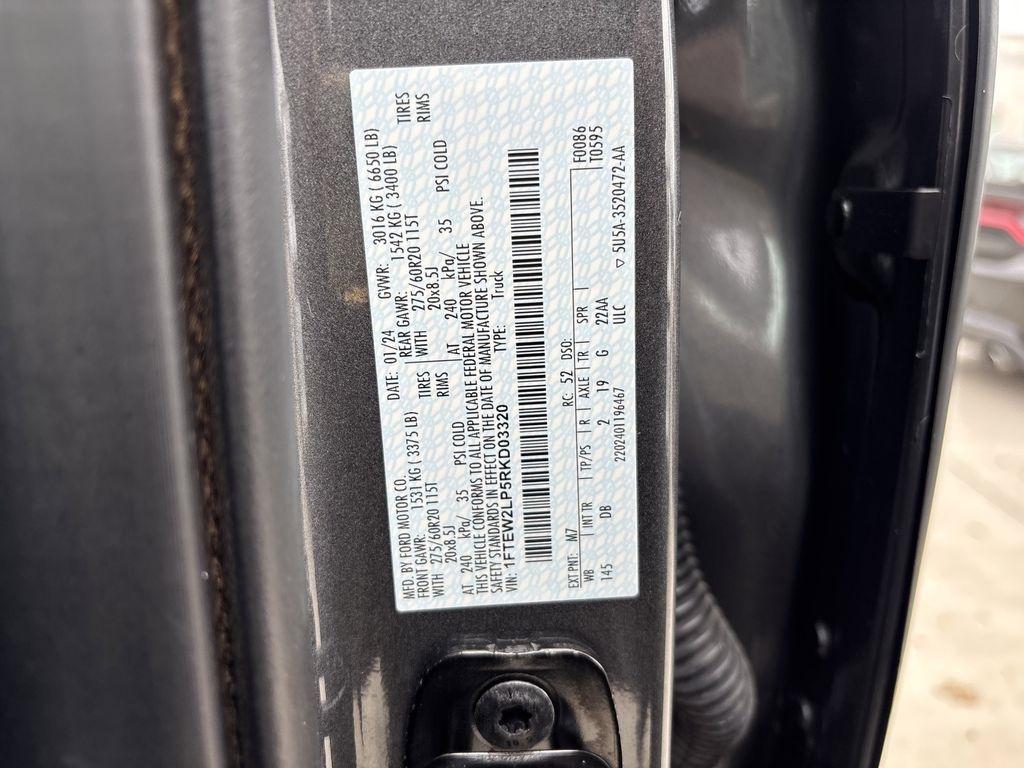 MFD. BY FORD MOTOR CO. DATE: 01/24 GVWR: 3016 KG ( 6650 LB)
FRONT GAWR: 1531 KG ( 3375 LB) REAR GAWR: 1542 KG ( 3400 LB)
WITH 275/60R20 115T TIRES WITH 275/60R20 115T TIRES
20x8.5J RIMS 20x8.5J RIMS
AT 240 kPa/ 35 PSI COLD AT 240 kPa/ 35 PSI COLD
THIS VEHICLE CONFORMS TO ALL APPLICABLE FEDERAL MOTOR VEHICLE
SAFETY STANDARDS IN EFFECT ON THE DATE OF MANUFACTURE SHOWN ABOVE.
VIN: 1FTEW2LP5RKD03320 TYPE: Truck
F0086
EXT PNT: M7 RC: 52 DSO: T0595
WB INTTR TP/PS R AXLE TR SPR
145 DB 2 19 G 22AA
2202401196467 ULC ▽ 5U5A-3520472-AA